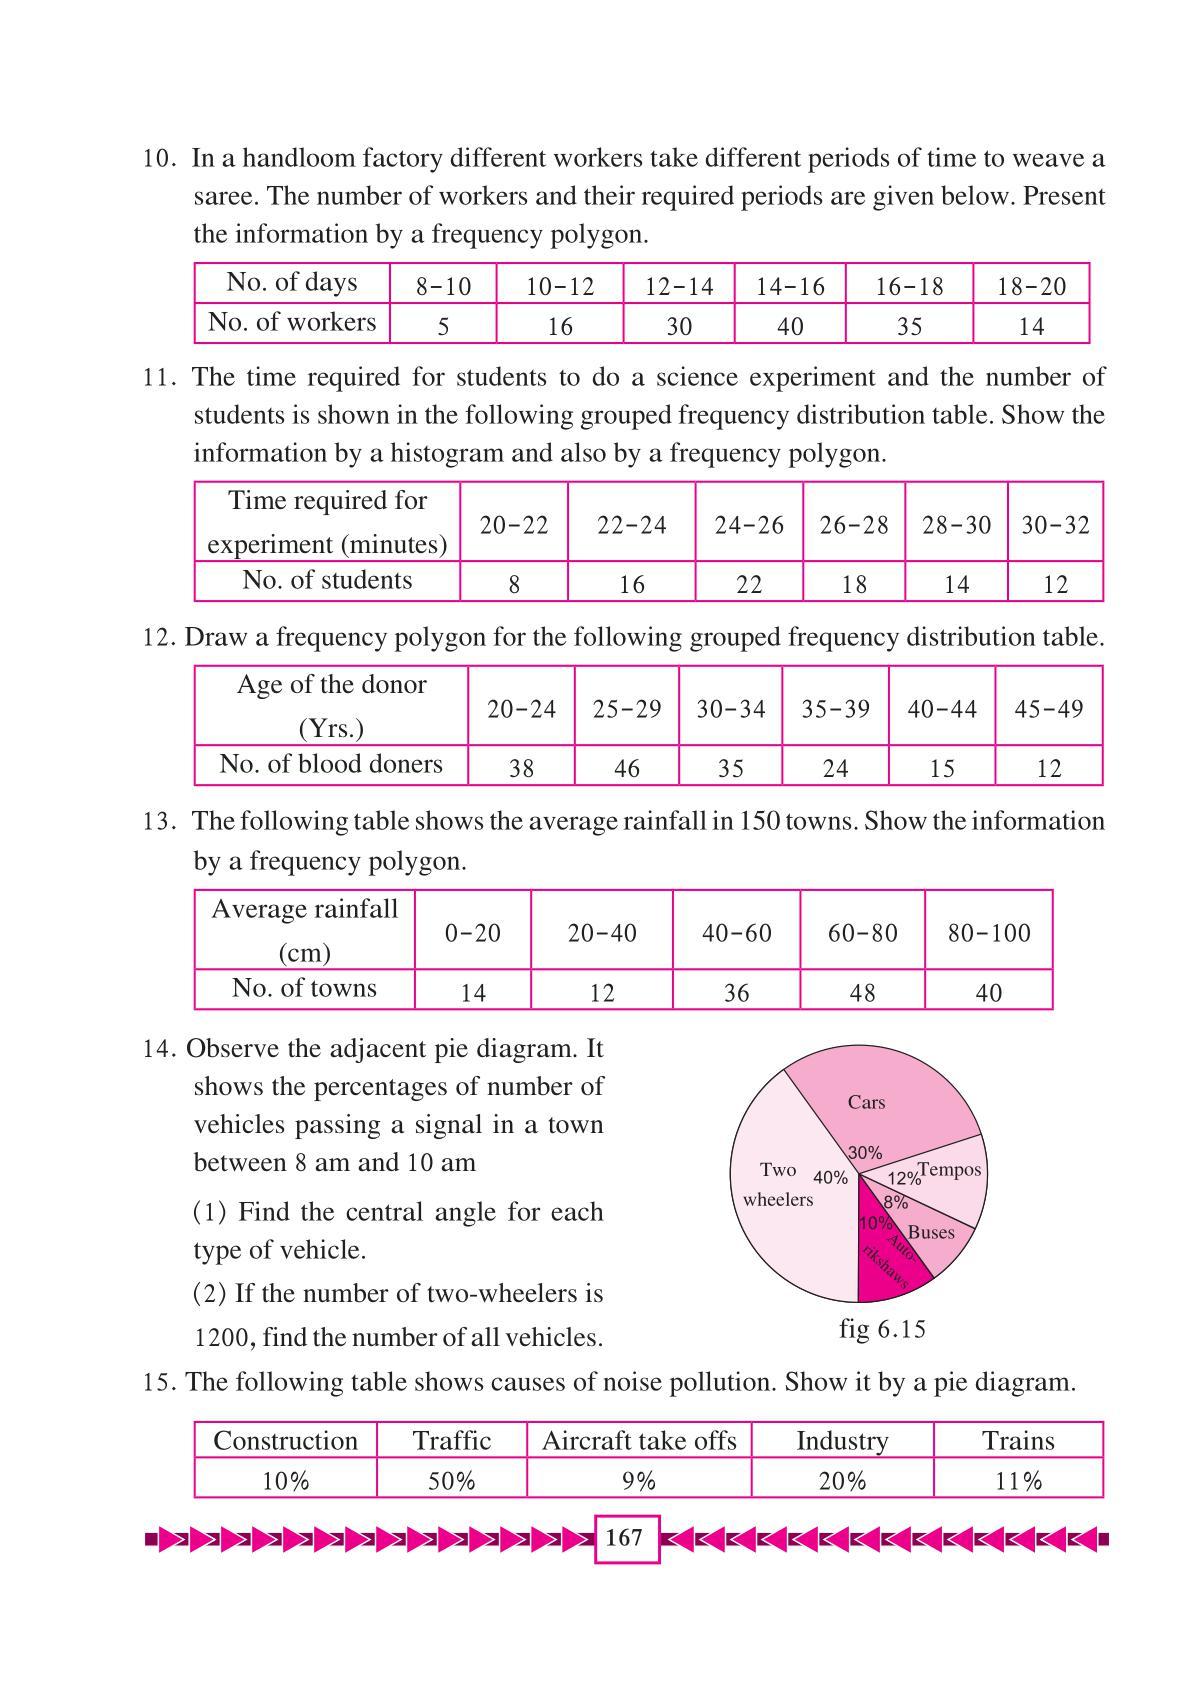 10. In a handloom factory different workers take different periods of time to weave a
saree. The number of workers and their required periods are given below. Present
the information by a frequency polygon.
No. of days 8-10 10-12 12-14 14-16 16-18 18-20
No. of workers 5 16 30 40 35 14
11. The time required for students to do a science experiment and the number of
students is shown in the following grouped frequency distribution table. Show the
information by a histogram and also by a frequency polygon.
Time required for
experiment (minutes) 20-22 22-24 24-26 26-28 28-30 30-32
No. of students 8 16 22 18 14 12
12. Draw a frequency polygon for the following grouped frequency distribution table.
Age of the donor
(Yrs.) 20-24 25-29 30-34 35-39 40-44 45-49
No. of blood doners 38 46 35 24 15 12
13. The following table shows the average rainfall in 150 towns. Show the information
by a frequency polygon.
Average rainfall
(cm) 0-20 20-40 40-60 60-80 80-100
No. of towns 14 12 36 48 40
14. Observe the adjacent pie diagram. It
shows the percentages of number of
vehicles passing a signal in a town
between 8 am and 10 am
(1) Find the central angle for each
type of vehicle.
(2) If the number of two-wheelers is
1200, find the number of all vehicles.
Cars
30%
Two
wheelers
40%
12%
Tempos
8%
Buses
10%
Auto-
rikshaws
fig 6.15
15. The following table shows causes of noise pollution. Show it by a pie diagram.
Construction Traffic Aircraft take offs Industry Trains
10% 50% 9% 20% 11%
167